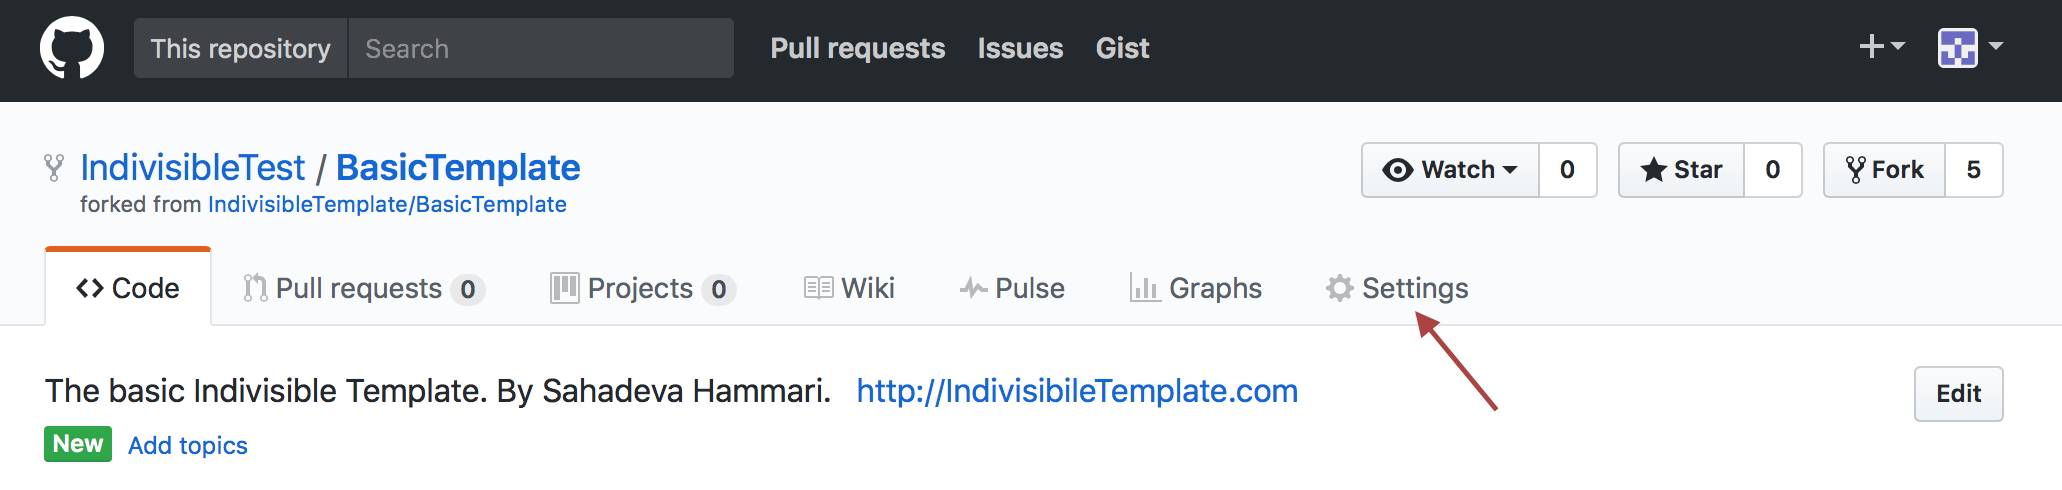 This repository Search Pull requests Issues Gist
IndivisibleTest / BasicTemplate Watch 0 Star 0 Fork 5
forked from IndivisibleTemplate/BasicTemplate
Code Pull requests 0 Projects 0 Wiki Pulse Graphs Settings
The basic Indivisible Template. By Sahadeva Hammari. http://IndivisibileTemplate.com Edit
New Add topics